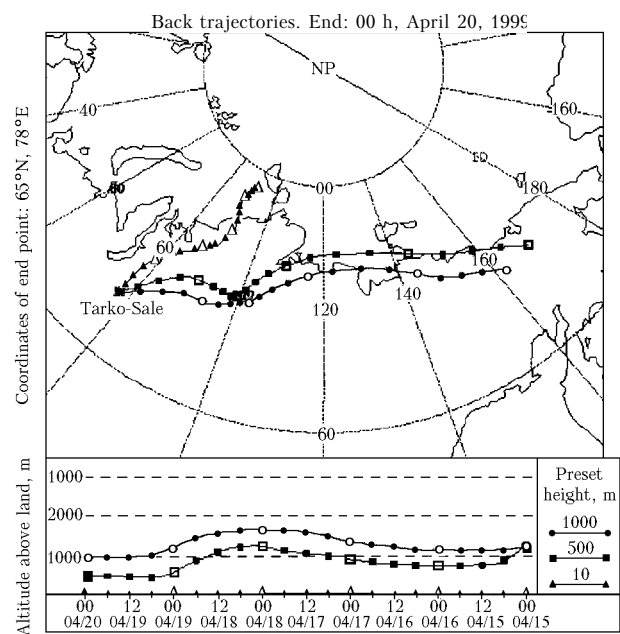 Back trajectories. End: 00 h, April 20, 1999
Coordinates of end point: 65°N, 78°E
NP
40
160
10
180
00
60
160
140
Tarko-Sale
120
60
Altitude above land, m
1000
2000
1000
Preset
height, m
1000
500
10
00 12 00 12 00 12 00 12 00 12 00
04/20 04/19 04/19 04/18 04/18 04/17 04/17 04/16 04/16 04/15 04/15